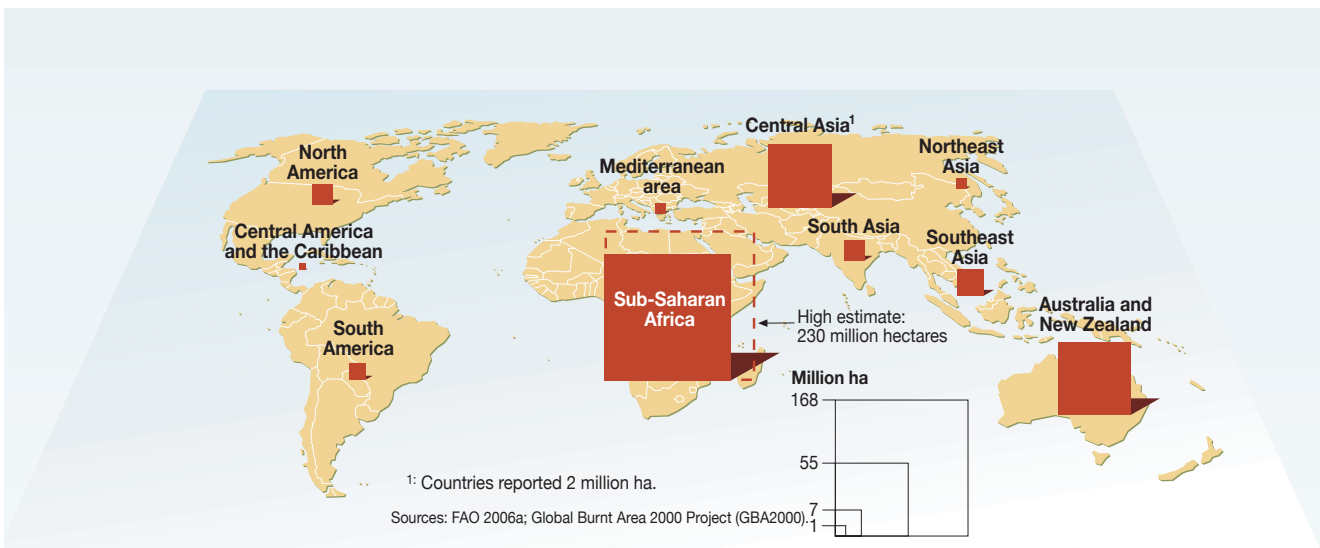 Central Asia¹
North
America
Northeast
Asia
Mediterranean
area
Central America
and the Caribbean
South Asia
Southeast
Asia
Sub-Saharan
Africa
Australia and
New Zealand
High estimate:
230 million hectares
South
America
Million ha
168
55
7
1
¹: Countries reported 2 million ha.
Sources: FAO 2006a; Global Burnt Area 2000 Project (GBA2000).